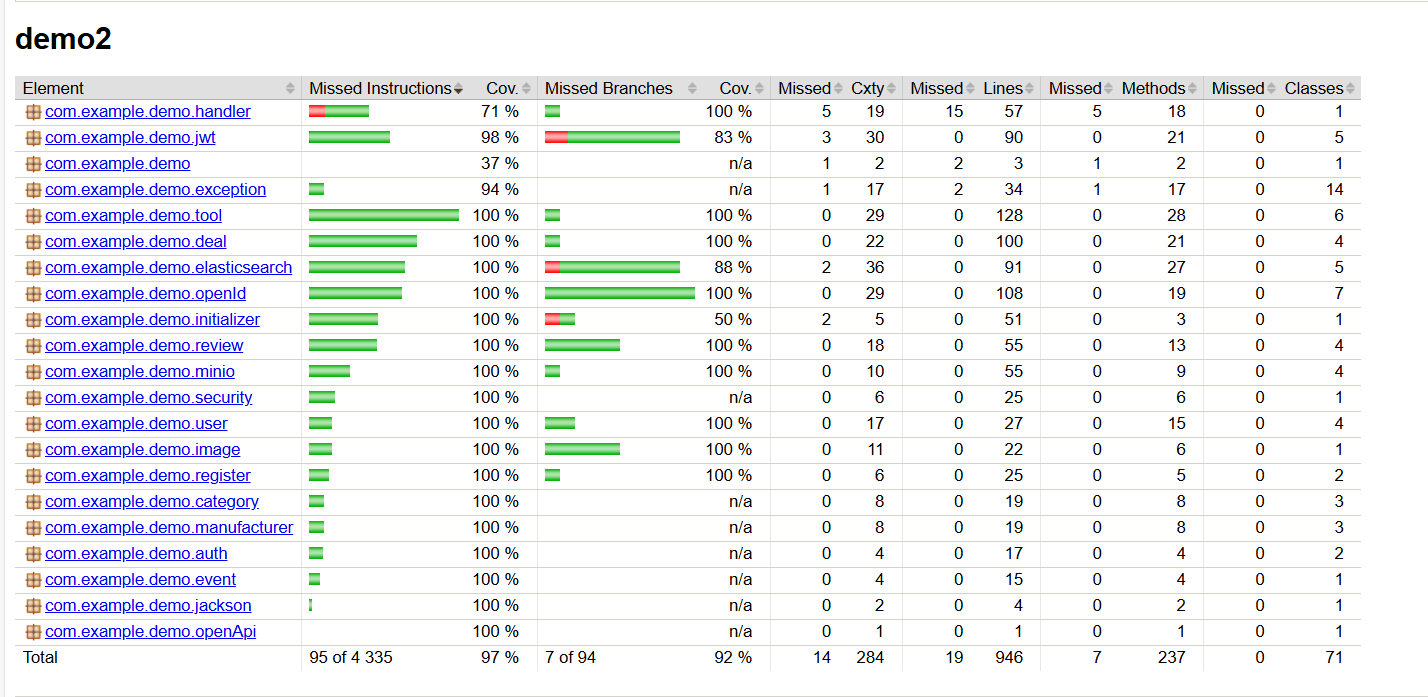 demo2
Element Missed Instructions Cov. Missed Branches Cov. Missed Cxty Missed Lines Missed Methods Missed Classes
com.example.demo.handler 71 % 100 % 5 19 15 57 5 18 0 1
com.example.demo.jwt 98 % 83 % 3 30 0 90 0 21 0 5
com.example.demo 37 % n/a 1 2 2 3 1 2 0 1
com.example.demo.exception 94 % n/a 1 17 2 34 1 17 0 14
com.example.demo.tool 100 % 100 % 0 29 0 128 0 28 0 6
com.example.demo.deal 100 % 100 % 0 22 0 100 0 21 0 4
com.example.demo.elasticsearch 100 % 88 % 2 36 0 91 0 27 0 5
com.example.demo.openId 100 % 100 % 0 29 0 108 0 19 0 7
com.example.demo.initializer 100 % 50 % 2 5 0 51 0 3 0 1
com.example.demo.review 100 % 100 % 0 18 0 55 0 13 0 4
com.example.demo.minio 100 % 100 % 0 10 0 55 0 9 0 4
com.example.demo.security 100 % n/a 0 6 0 25 0 6 0 1
com.example.demo.user 100 % 100 % 0 17 0 27 0 15 0 4
com.example.demo.image 100 % 100 % 0 11 0 22 0 6 0 1
com.example.demo.register 100 % 100 % 0 6 0 25 0 5 0 2
com.example.demo.category 100 % n/a 0 8 0 19 0 8 0 3
com.example.demo.manufacturer 100 % n/a 0 8 0 19 0 8 0 3
com.example.demo.auth 100 % n/a 0 4 0 17 0 4 0 2
com.example.demo.event 100 % n/a 0 4 0 15 0 4 0 1
com.example.demo.jackson 100 % n/a 0 2 0 4 0 2 0 1
com.example.demo.openApi 100 % n/a 0 1 0 1 0 1 0 1
Total 95 of 4 335 97 % 7 of 94 92 % 14 284 19 946 7 237 0 71